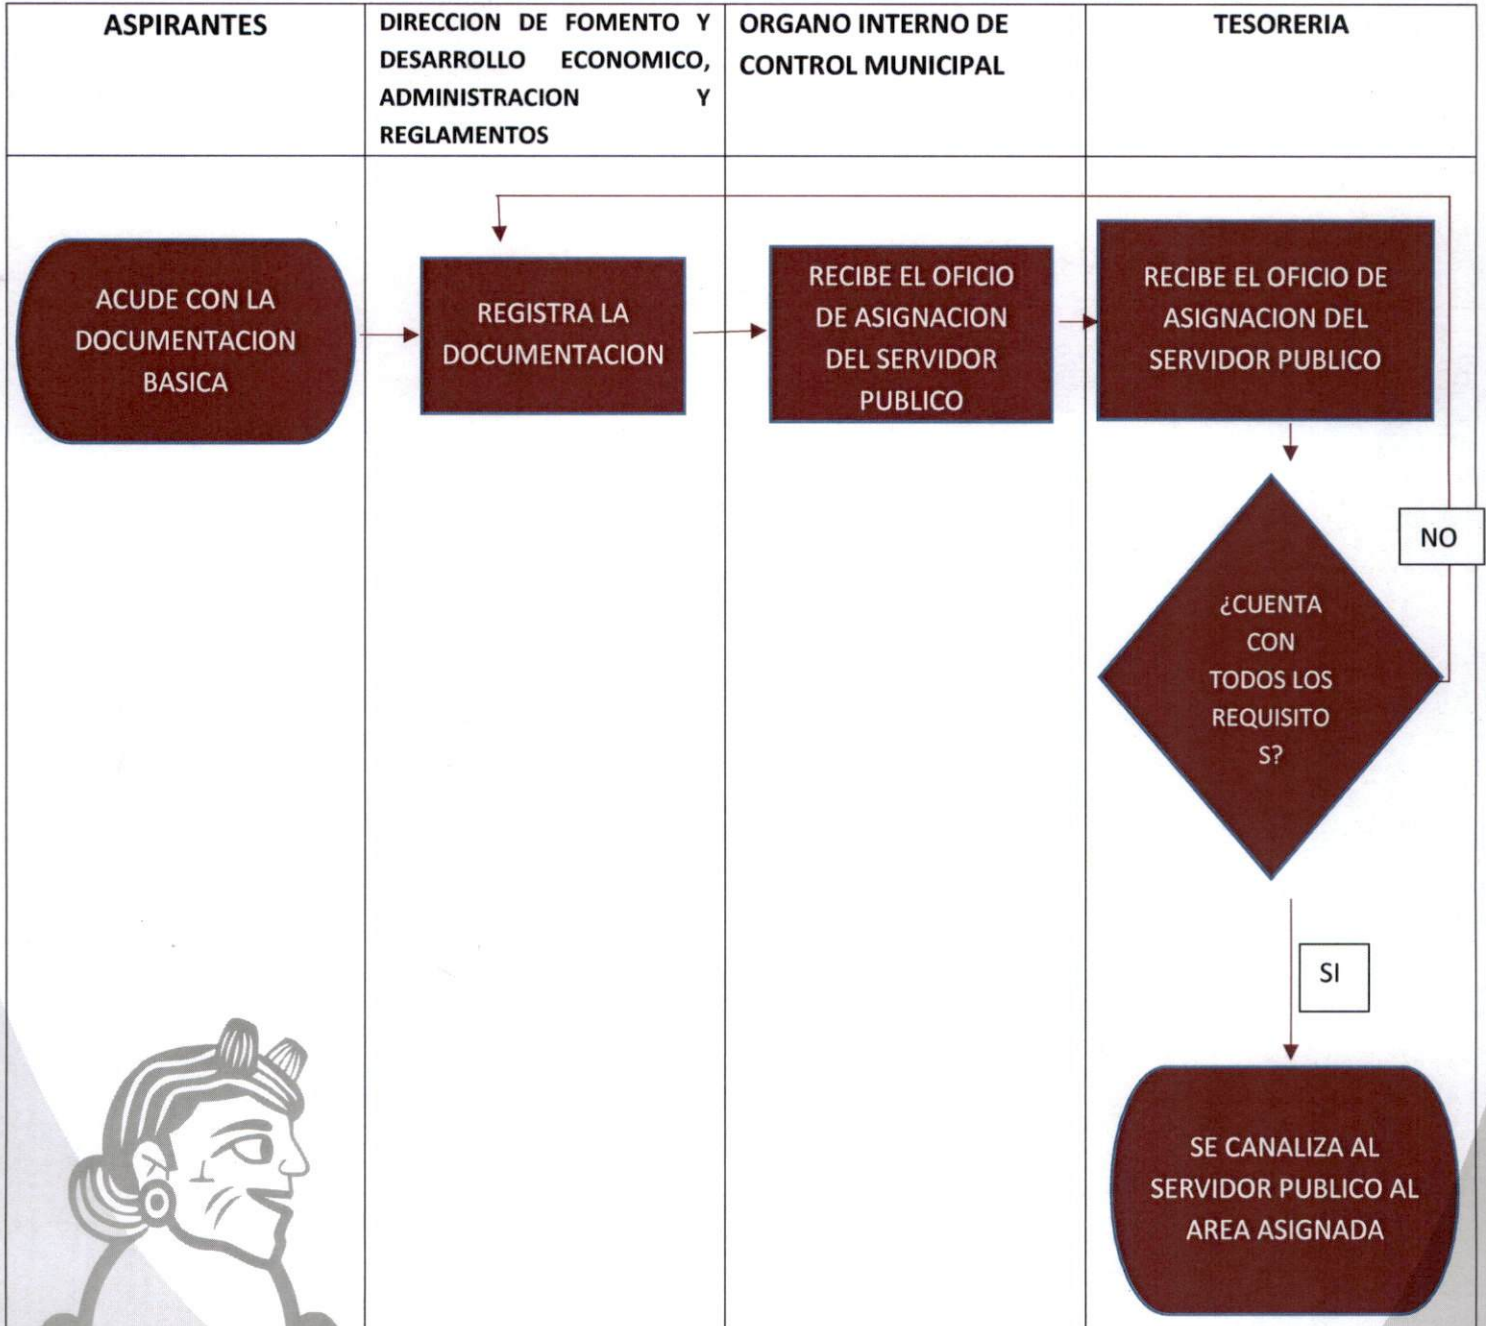 ASPIRANTES
DIRECCION DE FOMENTO Y
DESARROLLO ECONOMICO,
ADMINISTRACION Y
REGLAMENTOS
ORGANO INTERNO DE
CONTROL MUNICIPAL
TESORERIA
ACUDE CON LA
DOCUMENTACION
BASICA
REGISTRA LA
DOCUMENTACION
RECIBE EL OFICIO
DE ASIGNACION
DEL SERVIDOR
PUBLICO
RECIBE EL OFICIO DE
ASIGNACION DEL
SERVIDOR PUBLICO
NO
¿CUENTA
CON
TODOS LOS
REQUISITO
S?
SI
SE CANALIZA AL
SERVIDOR PUBLICO AL
AREA ASIGNADA